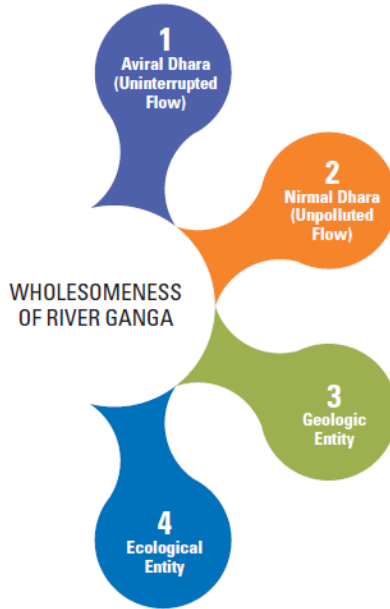 1
Aviral Dhara
(Uninterrupted
Flow)
2
Nirmal Dhara
(Unpolluted
Flow)
WHOLESOMENESS
OF RIVER GANGA
3
Geologic
Entity
4
Ecological
Entity